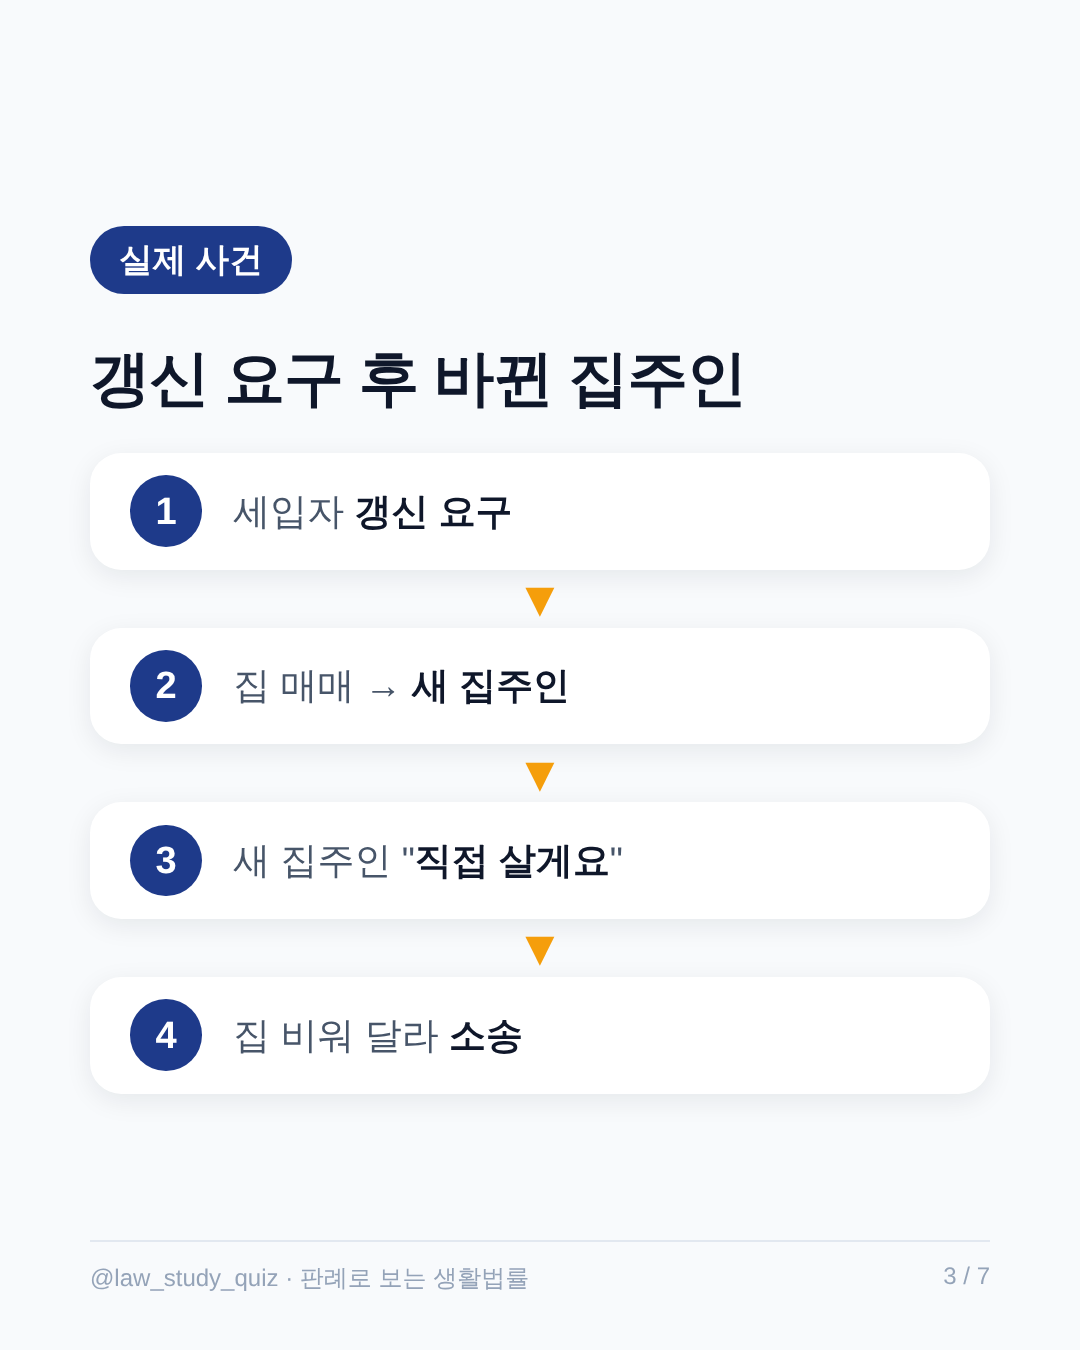 실제 사건
갱신 요구 후 바뀐 집주인
1 세입자 갱신 요구
▼
2 집 매매 → 새 집주인
▼
3 새 집주인 "직접 살게요"
▼
4 집 비워 달라 소송
@law_study_quiz · 판례로 보는 생활법률 3 / 7